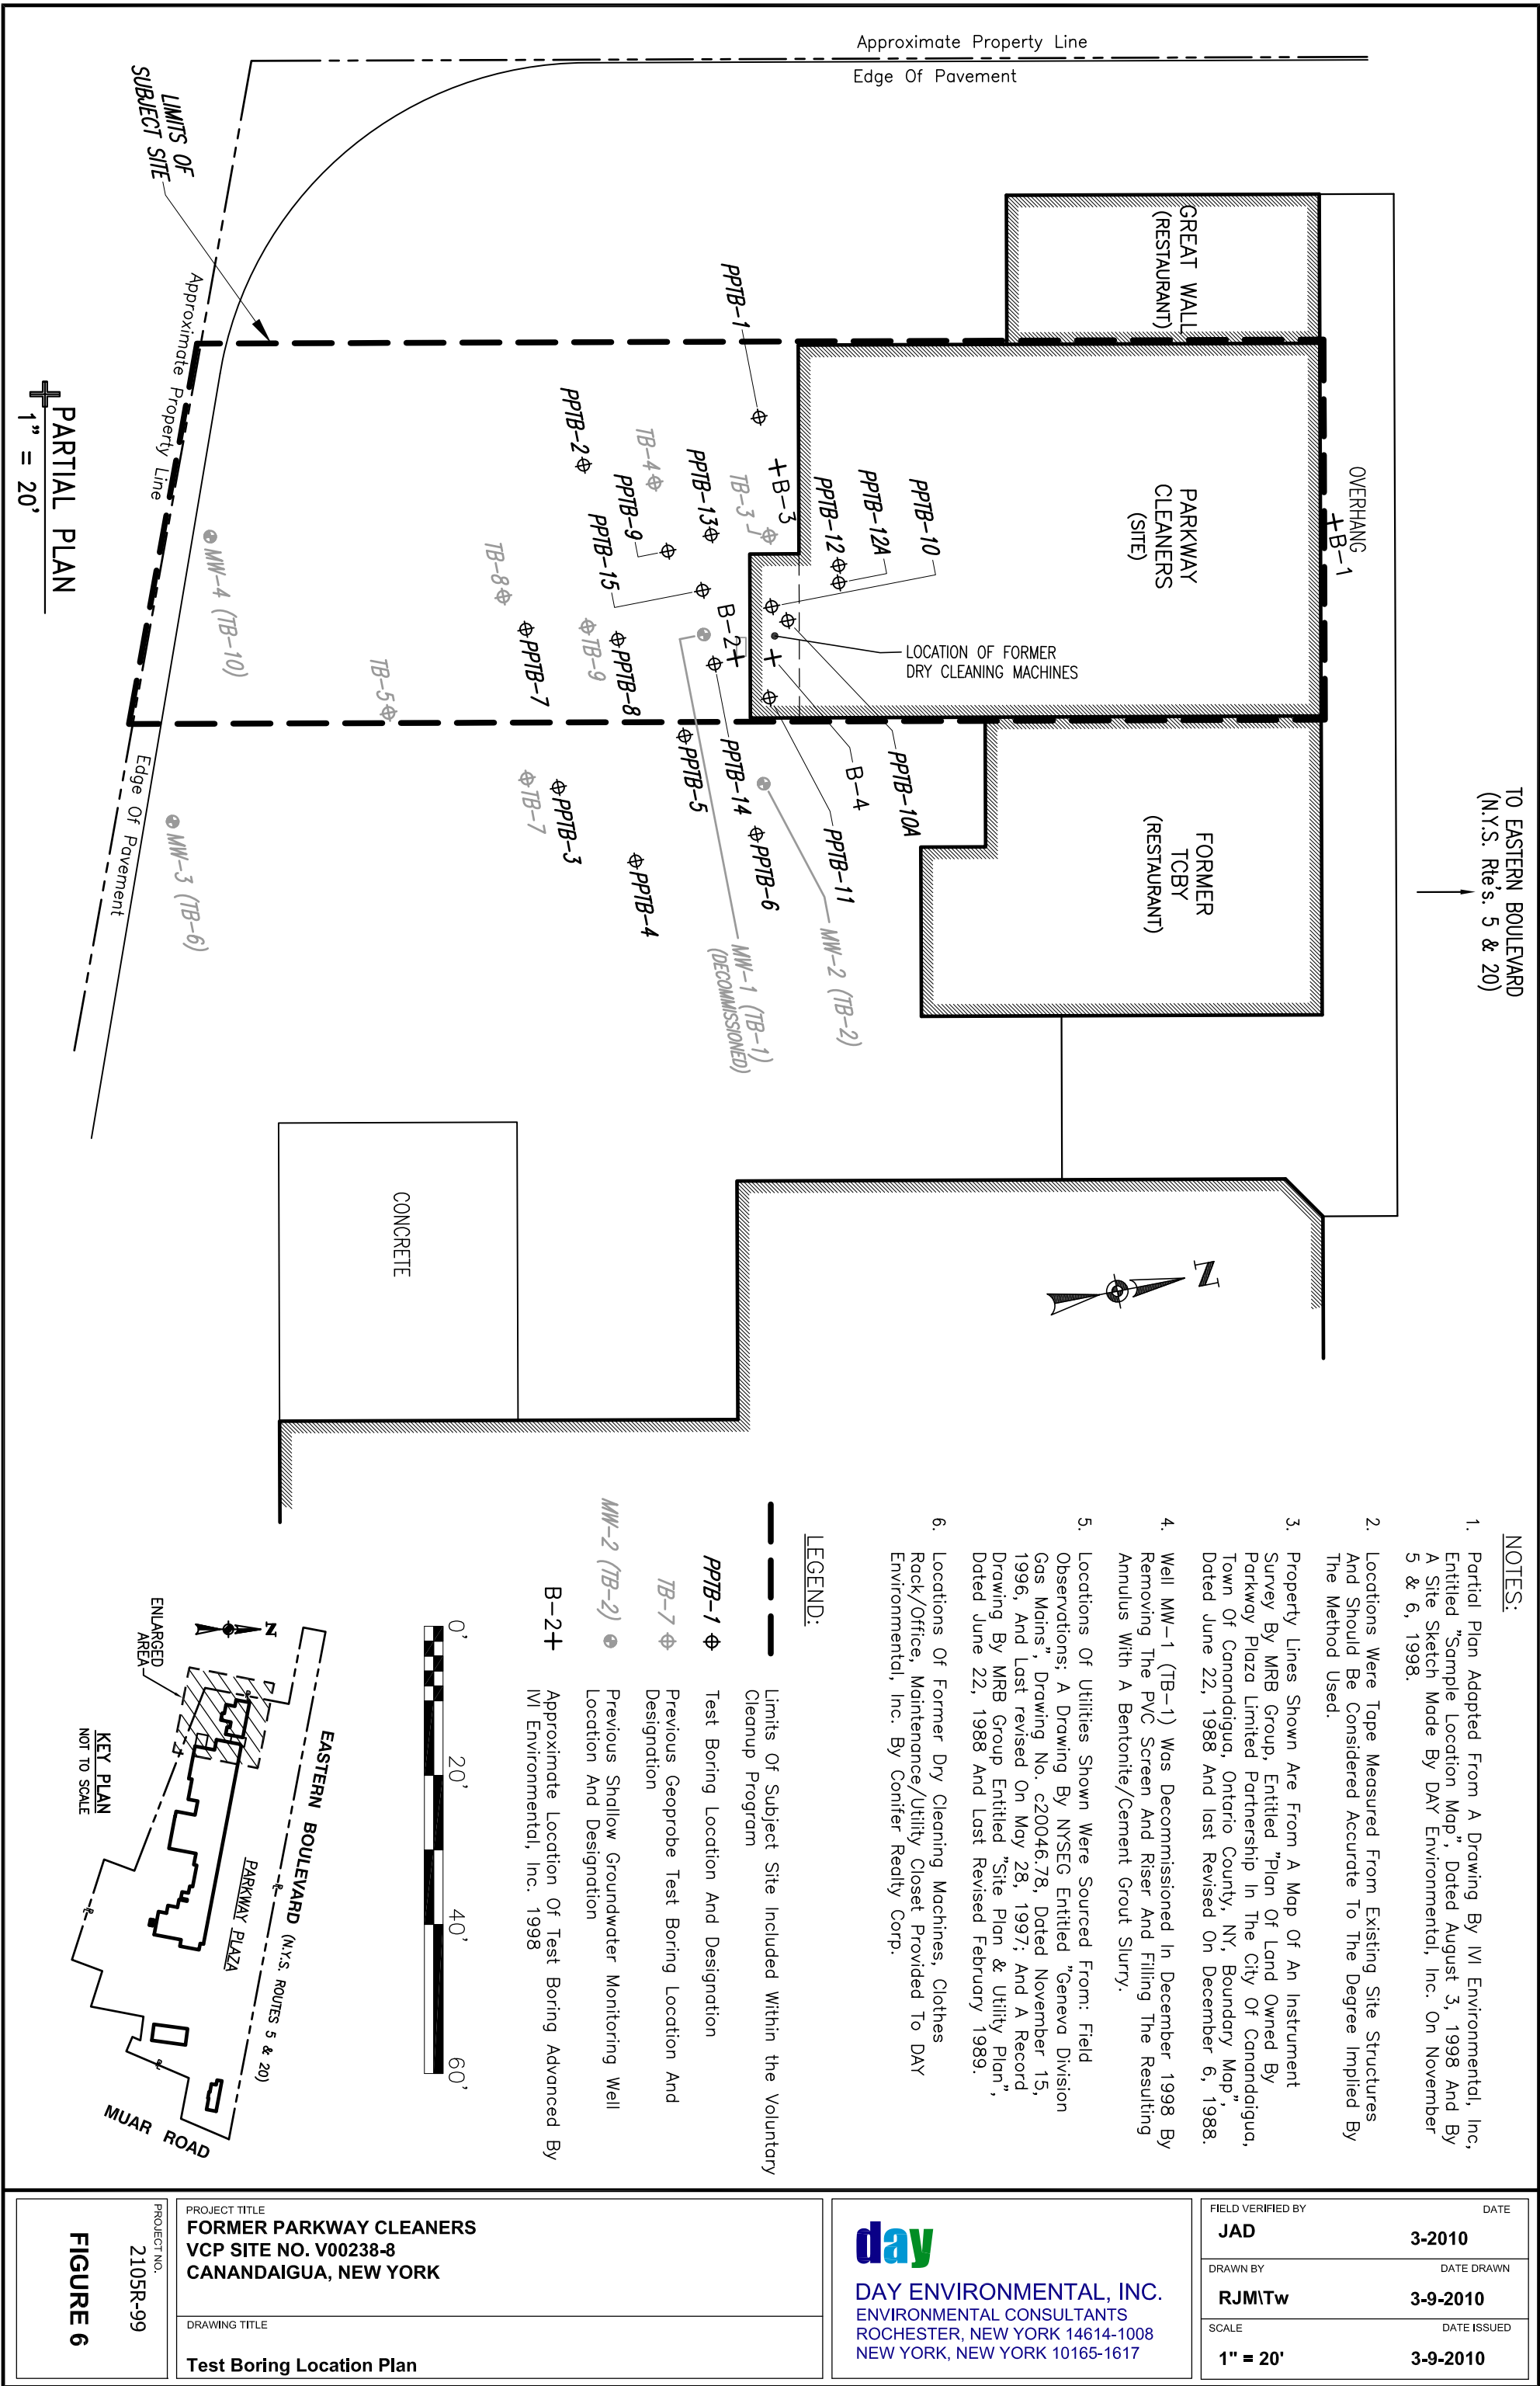 TO EASTERN BOULEVARD
(N.Y.S. Rte's. 5 & 20)
OVERHANG
B-1
GREAT WALL
(RESTAURANT)
PARKWAY
CLEANERS
(SITE)
FORMER
TCBY
(RESTAURANT)
LOCATION OF FORMER
DRY CLEANING MACHINES
PPTB-10
PPTB-12A
PPTB-12
B-3
TB-3
PPTB-1
PPTB-13
TB-4
PPTB-2
PPTB-9
PPTB-15
B-2
PPTB-10A
B-4
PPTB-11
MW-2 (TB-2)
PPTB-6
PPTB-14
MW-1 (TB-1)
(DECOMMISSIONED)
PPTB-5
PPTB-8
TB-9
PPTB-4
PPTB-7
TB-8
PPTB-3
TB-7
TB-5
MW-4 (TB-10)
MW-3 (TB-6)
Approximate Property Line
Edge Of Pavement
LIMITS OF
SUBJECT SITE
Approximate Property Line
Edge Of Pavement
CONCRETE
N
PARTIAL PLAN
1" = 20'
NOTES:
1. Partial Plan Adapted From A Drawing By IVI Environmental, Inc,
Entitled "Sample Location Map", Dated August 3, 1998 And By
A Site Sketch Made By DAY Environmental, Inc. On November
5 & 6, 1998.
2. Locations Were Tape Measured From Existing Site Structures
And Should Be Considered Accurate To The Degree Implied By
The Method Used.
3. Property Lines Shown Are From A Map Of An Instrument
Survey By MRB Group, Entitled "Plan Of Land Owned By
Parkway Plaza Limited Partnership In The City Of Canandaigua,
Town Of Canandaigua, Ontario County, NY, Boundary Map",
Dated June 22, 1988 And last Revised On December 6, 1988.
4. Well MW-1 (TB-1) Was Decommissioned In December 1998 By
Removing The PVC Screen And Riser And Filling The Resulting
Annulus With A Bentonite/Cement Grout Slurry.
5. Locations Of Utilities Shown Were Sourced From: Field
Observations; A Drawing By NYSEG Entitled "Geneva Division
Gas Mains", Drawing No. c20046.78, Dated November 15,
1996, And Last revised On May 28, 1997; And A Record
Drawing By MRB Group Entitled "Site Plan & Utility Plan",
Dated June 22, 1988 And Last Revised February 1989.
6. Locations Of Former Dry Cleaning Machines, Clothes
Rack/Office, Maintenance/Utility Closet Provided To DAY
Environmental, Inc. By Conifer Realty Corp.
LEGEND:
Limits Of Subject Site Included Within the Voluntary
Cleanup Program
PPTB-1 Test Boring Location And Designation
TB-7 Previous Geoprobe Test Boring Location And
Designation
MW-2 (TB-2) Previous Shallow Groundwater Monitoring Well
Location And Designation
B-2 Approximate Location Of Test Boring Advanced By
IVI Environmental, Inc. 1998
0' 20' 40' 60'
N
EASTERN BOULEVARD (N.Y.S. ROUTES 5 & 20)
PARKWAY PLAZA
MUAR ROAD
ENLARGED
AREA
KEY PLAN
NOT TO SCALE
FIELD VERIFIED BY
JAD
DATE
3-2010
DRAWN BY
RJM\Tw
DATE DRAWN
3-9-2010
SCALE
1" = 20'
DATE ISSUED
3-9-2010
day
DAY ENVIRONMENTAL, INC.
ENVIRONMENTAL CONSULTANTS
ROCHESTER, NEW YORK 14614-1008
NEW YORK, NEW YORK 10165-1617
PROJECT TITLE
FORMER PARKWAY CLEANERS
VCP SITE NO. V00238-8
CANANDAIGUA, NEW YORK
DRAWING TITLE
Test Boring Location Plan
PROJECT NO.
2105R-99
FIGURE 6